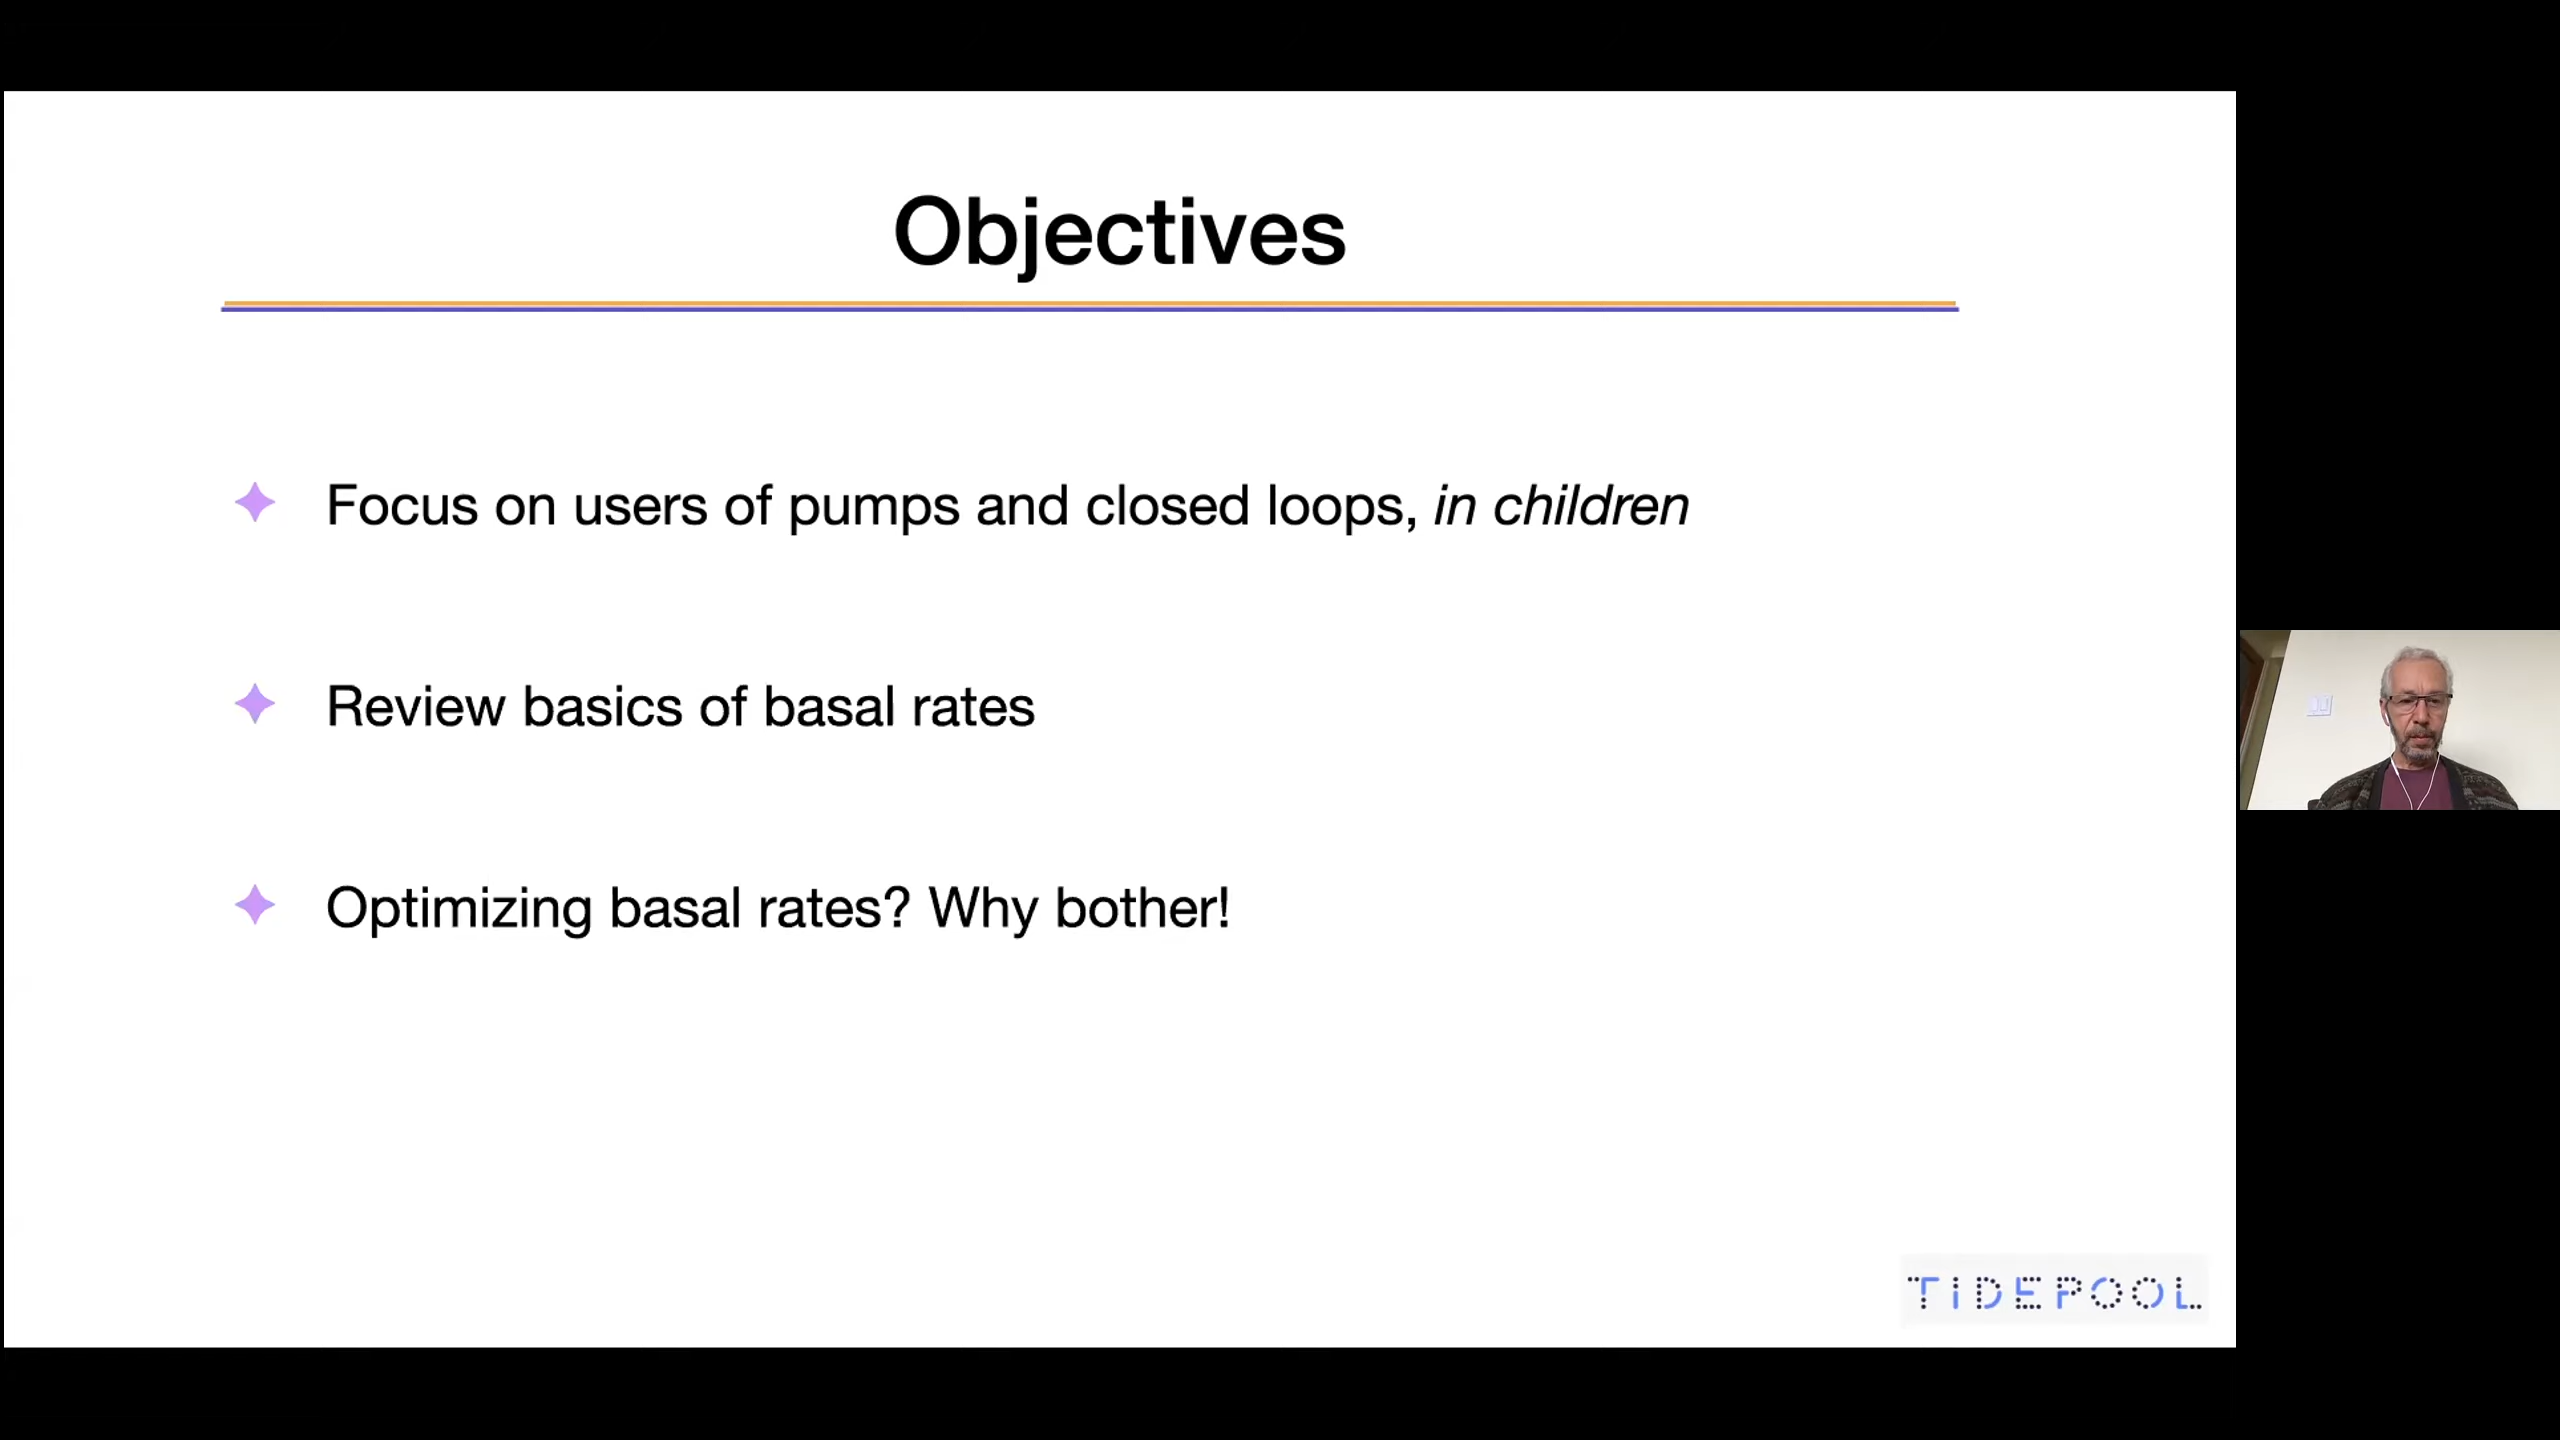 Objectives
Focus on users of pumps and closed loops, in children
Review basics of basal rates
Optimizing basal rates? Why bother!
TIDEPOOL